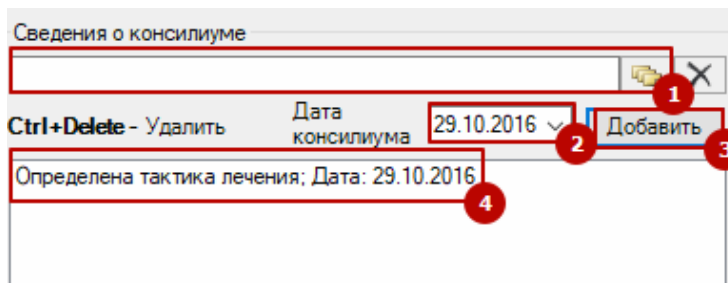 Сведения о консилиуме
1
Ctrl+Delete - Удалить
Дата
консилиума
29.10.2016
2
Добавить
3
Определена тактика лечения; Дата: 29.10.2016
4